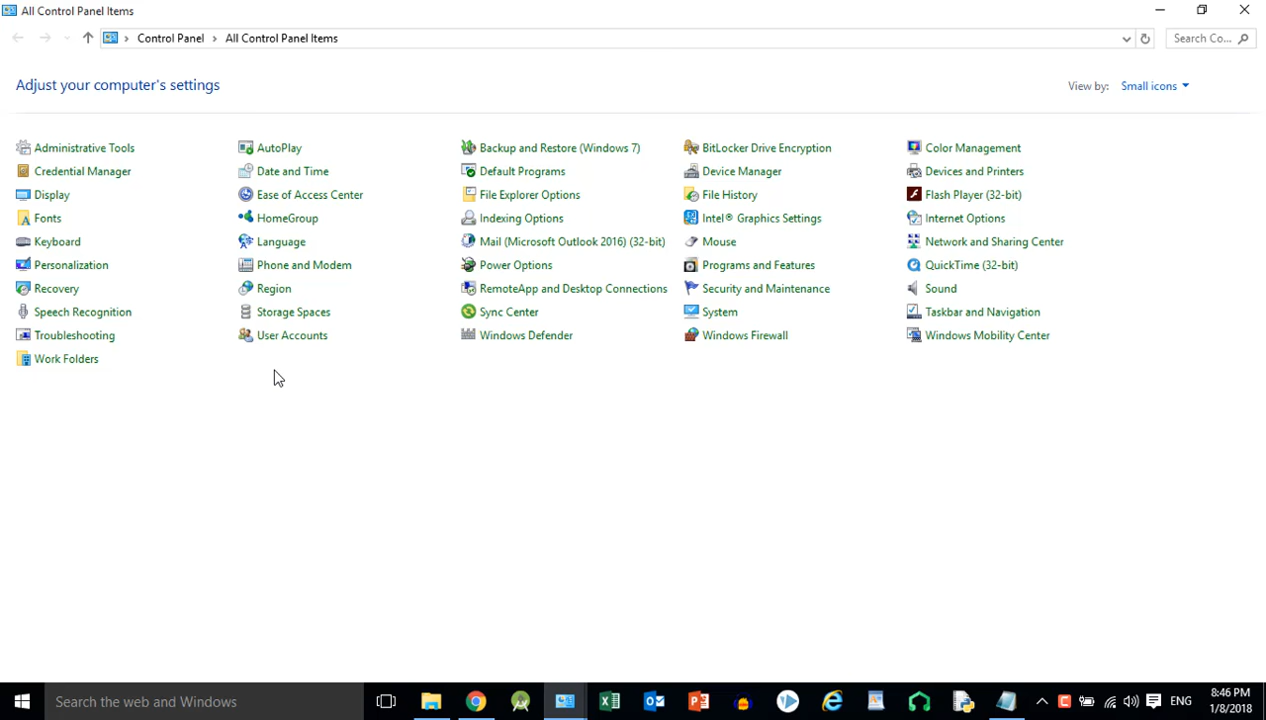 All Control Panel Items
Control Panel > All Control Panel Items
Search Co...
Adjust your computer's settings
View by: Small icons
Administrative Tools
AutoPlay
Backup and Restore (Windows 7)
BitLocker Drive Encryption
Color Management
Credential Manager
Date and Time
Default Programs
Device Manager
Devices and Printers
Display
Ease of Access Center
File Explorer Options
File History
Flash Player (32-bit)
Fonts
HomeGroup
Indexing Options
Intel® Graphics Settings
Internet Options
Keyboard
Language
Mail (Microsoft Outlook 2016) (32-bit)
Mouse
Network and Sharing Center
Personalization
Phone and Modem
Power Options
Programs and Features
QuickTime (32-bit)
Recovery
Region
RemoteApp and Desktop Connections
Security and Maintenance
Sound
Speech Recognition
Storage Spaces
Sync Center
System
Taskbar and Navigation
Troubleshooting
User Accounts
Windows Defender
Windows Firewall
Windows Mobility Center
Work Folders
Search the web and Windows
ENG
8:46 PM
1/8/2018